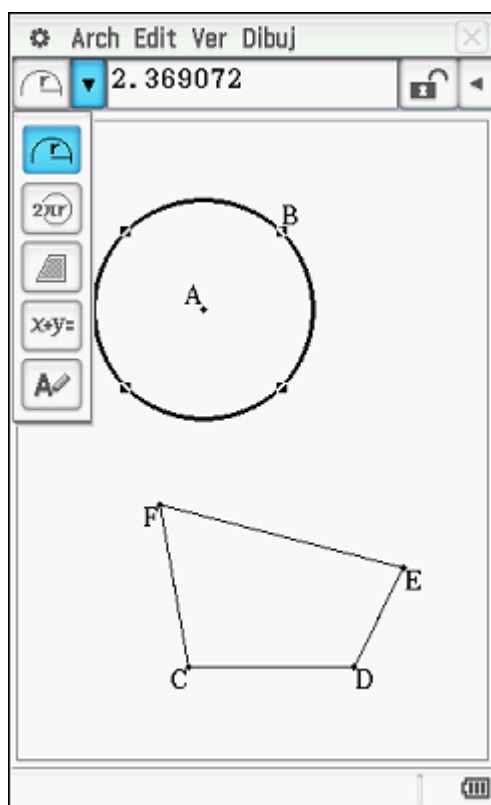 Arch Edit Ver Dibuj
r 2.369072
r
2πr
x+y=
A
B
A
F
E
C
D